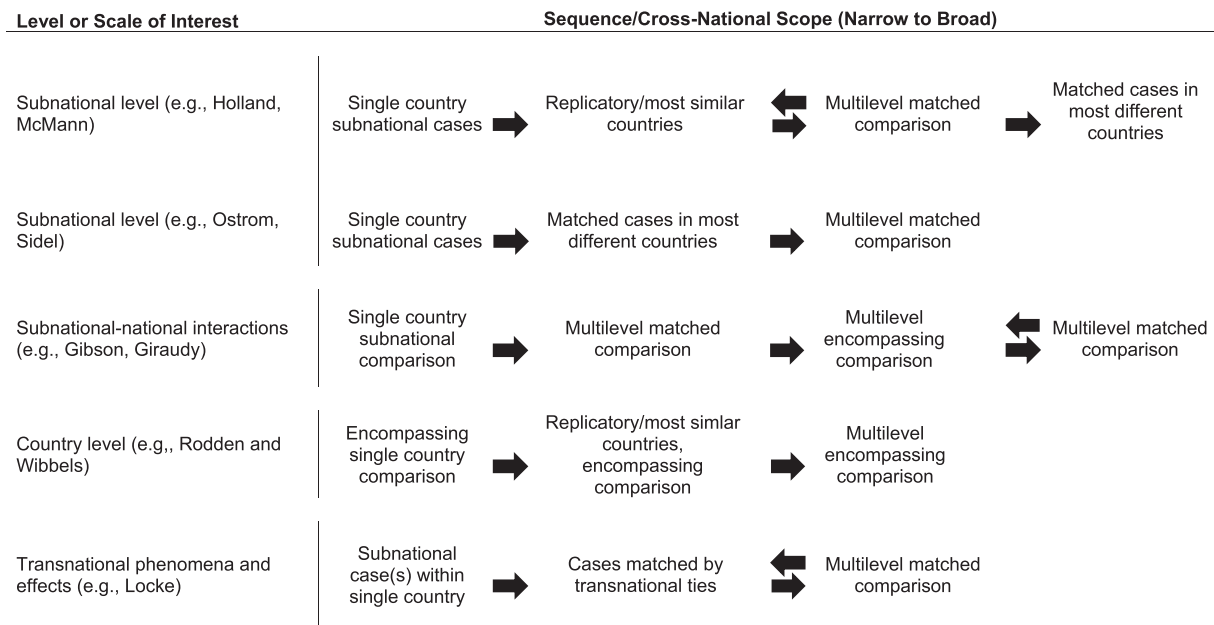 Level or Scale of Interest
Sequence/Cross-National Scope (Narrow to Broad)
Subnational level (e.g., Holland,
McMann)
Single country
subnational cases
Replicatory/most similar
countries
Multilevel matched
comparison
Matched cases in
most different
countries
Subnational level (e.g., Ostrom,
Sidel)
Single country
subnational cases
Matched cases in most
different countries
Multilevel matched
comparison
Subnational-national interactions
(e.g., Gibson, Giraudy)
Single country
subnational
comparison
Multilevel matched
comparison
Multilevel
encompassing
comparison
Multilevel matched
comparison
Country level (e.g,, Rodden and
Wibbels)
Encompassing
single country
comparison
Replicatory/most simlar
countries,
encompassing
comparison
Multilevel
encompassing
comparison
Transnational phenomena and
effects (e.g., Locke)
Subnational
case(s) within
single country
Cases matched by
transnational ties
Multilevel matched
comparison